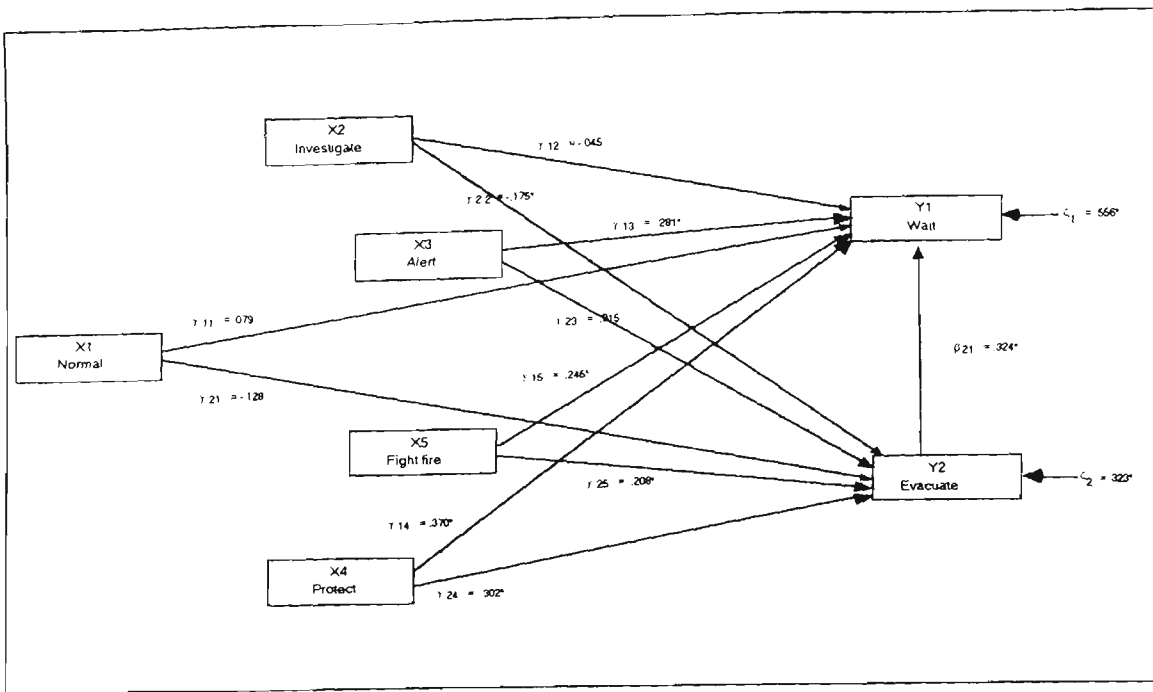 X2
Investigate
γ 12 = -.045
γ 22 = -.175*
Y1
Wait
ζ1 = .556*
X3
Alert
γ 13 = .281*
γ 11 = .079
γ 23 = .215
X1
Normal
β 21 = .324*
γ 15 = .246*
γ 21 = -.128
X5
Fight fire
Y2
Evacuate
ζ2 = .323*
γ 25 = .208*
γ 14 = .370*
X4
Protect
γ 24 = .302*